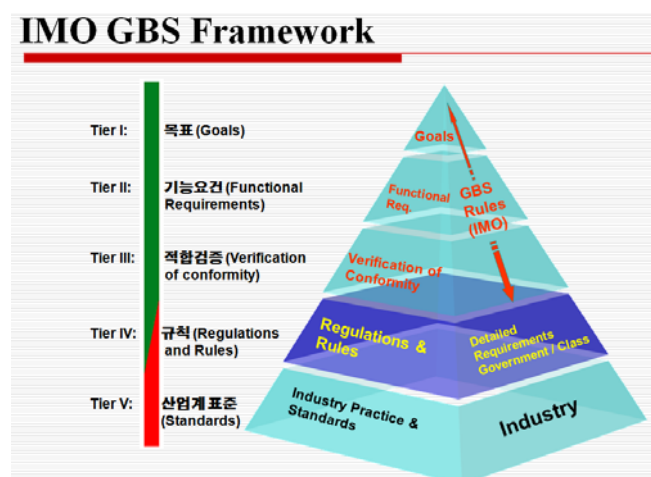 IMO GBS Framework
Tier I:
목표 (Goals)
Tier II:
기능요건 (Functional
Requirements)
Tier III:
적합검증 (Verification
of conformity)
Tier IV:
규칙 (Regulations
and Rules)
Tier V:
산업계 표준
(Standards)
Goals
Functional
Req.
GBS
Rules
(IMO)
Verification of
Conformity
Regulations &
Rules
Detailed
Requirements
Government / Class
Industry Practice &
Standards
Industry